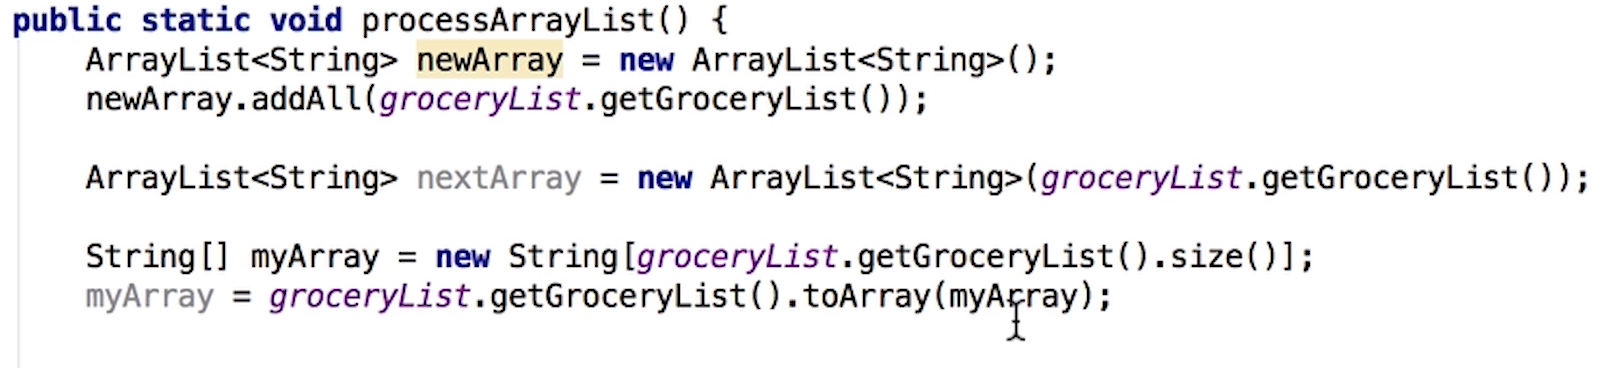 public static void processArrayList() {
ArrayList<String> newArray = new ArrayList<String>();
newArray.addAll(groceryList.getGroceryList());
ArrayList<String> nextArray = new ArrayList<String>(groceryList.getGroceryList());
String[] myArray = new String[groceryList.getGroceryList().size()];
myArray = groceryList.getGroceryList().toArray(myArray);